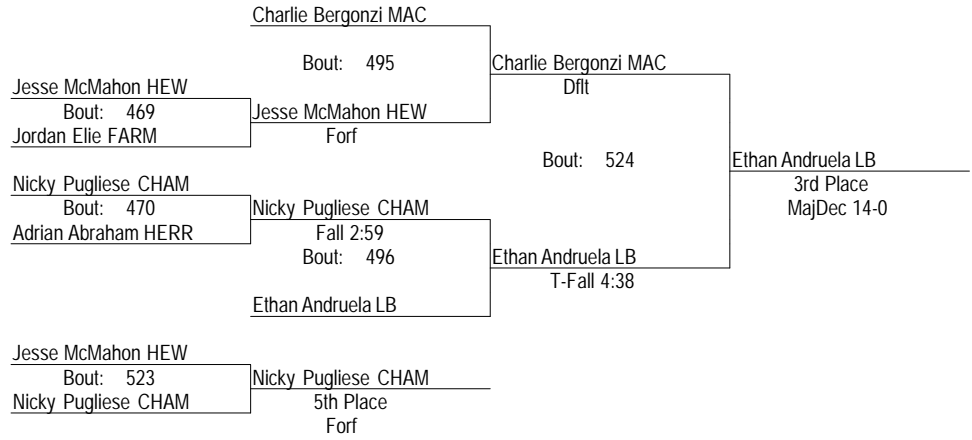 Charlie Bergonzi MAC
Bout: 495
Charlie Bergonzi MAC
Dflt
Jesse McMahon HEW
Bout: 469
Jesse McMahon HEW
Forf
Jordan Elie FARM
Bout: 524
Ethan Andruela LB
3rd Place
MajDec 14-0
Nicky Pugliese CHAM
Bout: 470
Nicky Pugliese CHAM
Adrian Abraham HERR
Fall 2:59
Bout: 496
Ethan Andruela LB
T-Fall 4:38
Ethan Andruela LB
Jesse McMahon HEW
Bout: 523
Nicky Pugliese CHAM
Nicky Pugliese CHAM
5th Place
Forf